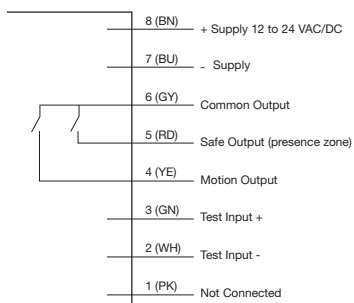 8 (BN) + Supply 12 to 24 VAC/DC
7 (BU) - Supply
6 (GY) Common Output
5 (RD) Safe Output (presence zone)
4 (YE) Motion Output
3 (GN) Test Input +
2 (WH) Test Input -
1 (PK) Not Connected